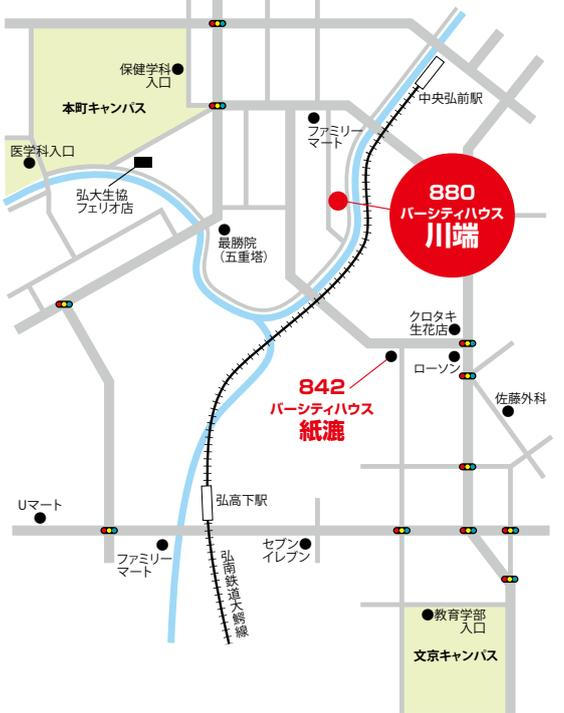 保健学科
入口
本町キャンパス
中央弘前駅
ファミリー
マート
医学科入口
弘大生協
フェリオ店
880
バーシティハウス
川端
最勝院
（五重塔）
クロタキ
生花店
ローソン
842
バーシティハウス
紙漉
佐藤外科
Uマート
弘高下駅
ファミリー
マート
セブン
イレブン
弘南鉄道大鰐線
教育学部
入口
文京キャンパス